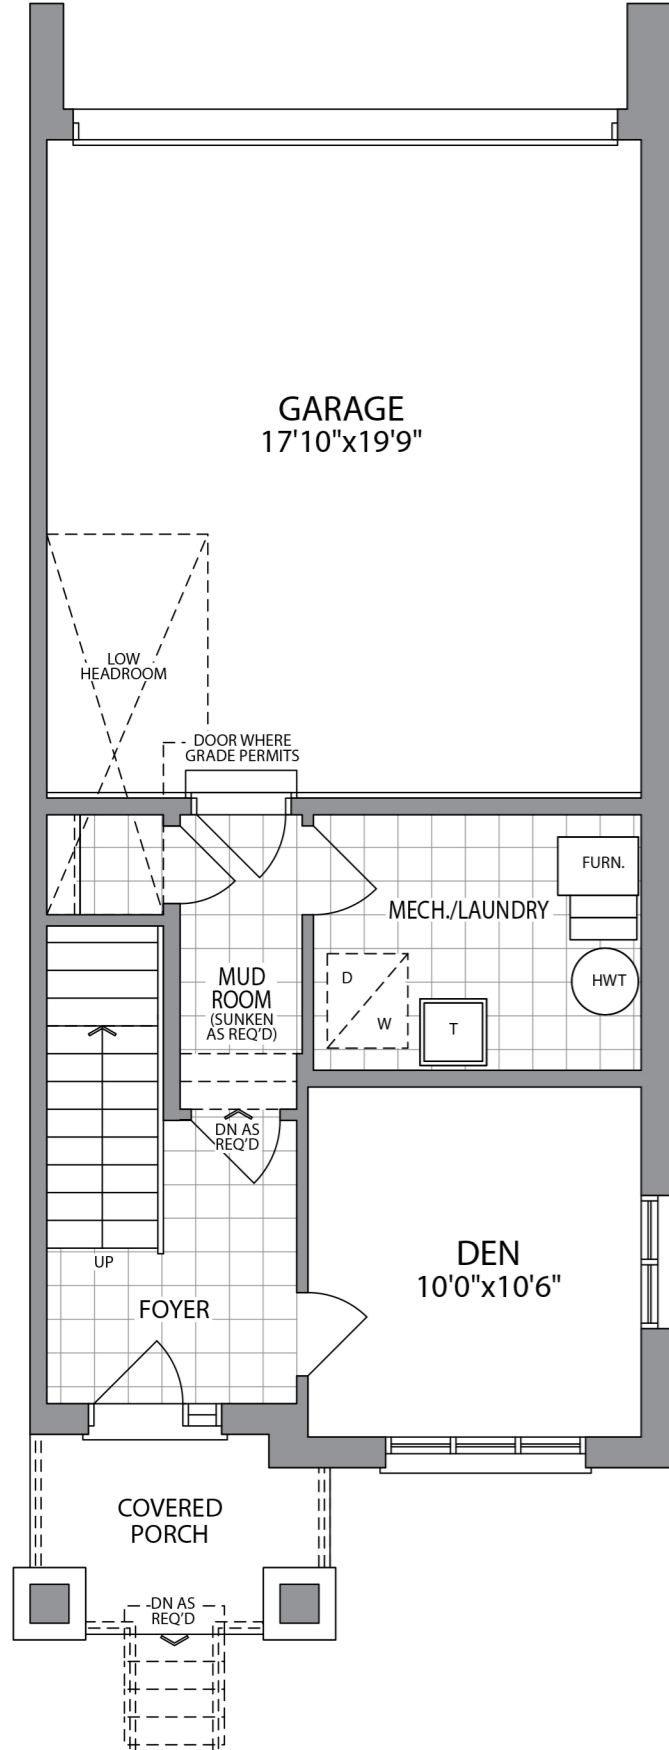 GARAGE
17'10"x19'9"
LOW
HEADROOM
DOOR WHERE
GRADE PERMITS
FURN.
MECH./LAUNDRY
MUD
ROOM
(SUNKEN
AS REQ'D)
D
W
T
HWT
DN AS
REQ'D
UP
FOYER
DEN
10'0"x10'6"
COVERED
PORCH
DN AS
REQ'D